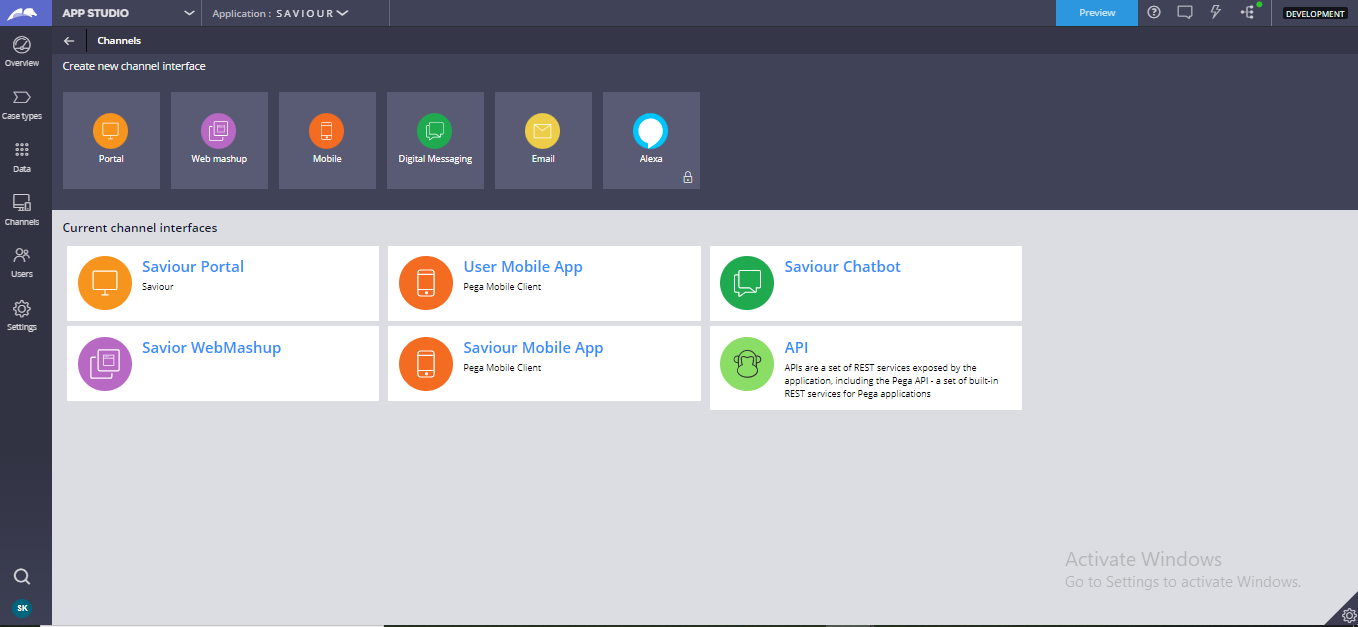 APP STUDIO
Application : SAVIOUR
Preview
DEVELOPMENT
Channels
Overview
Case types
Data
Channels
Users
Settings
SK
Create new channel interface
Portal
Web mashup
Mobile
Digital Messaging
Email
Alexa
Current channel interfaces
Saviour Portal
Saviour
User Mobile App
Pega Mobile Client
Saviour Chatbot
Savior WebMashup
Saviour Mobile App
Pega Mobile Client
API
APIs are a set of REST services exposed by the
application, including the Pega API - a set of built-in
REST services for Pega applications
Activate Windows
Go to Settings to activate Windows.